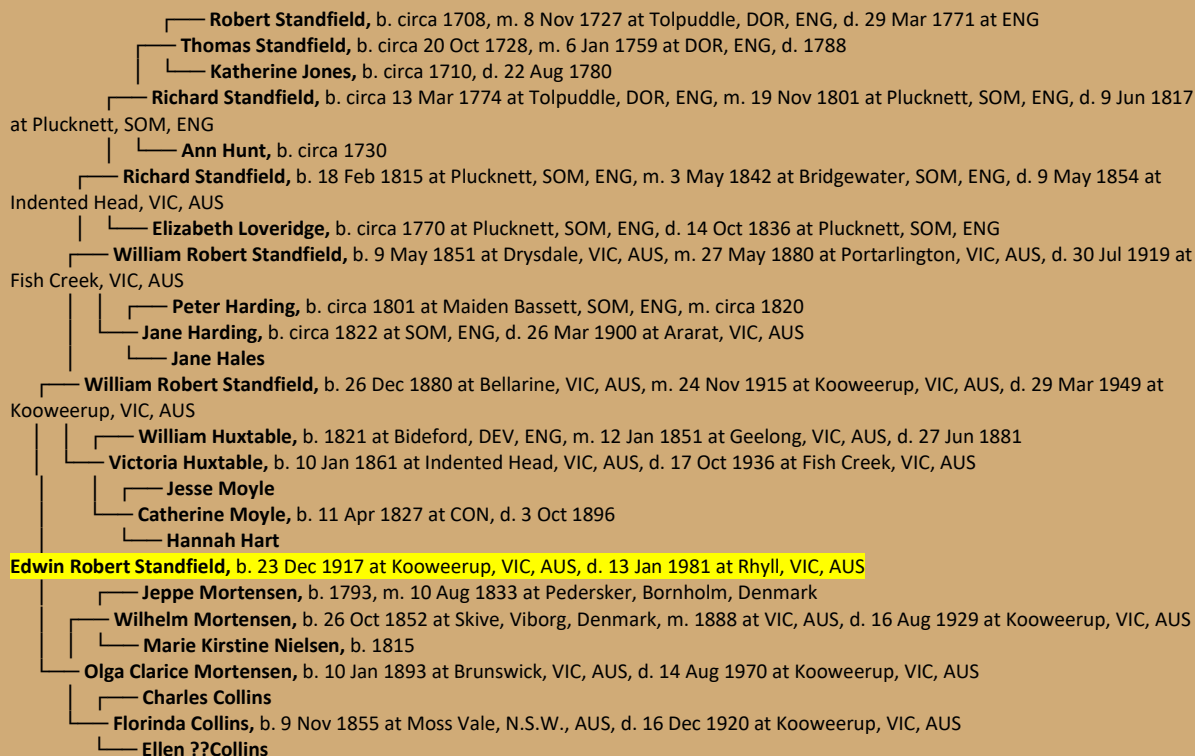 Robert Standfield, b. circa 1708, m. 8 Nov 1727 at Tolpuddle, DOR, ENG, d. 29 Mar 1771 at ENG
Thomas Standfield, b. circa 20 Oct 1728, m. 6 Jan 1759 at DOR, ENG, d. 1788
Katherine Jones, b. circa 1710, d. 22 Aug 1780
Richard Standfield, b. circa 13 Mar 1774 at Tolpuddle, DOR, ENG, m. 19 Nov 1801 at Plucknett, SOM, ENG, d. 9 Jun 1817
at Plucknett, SOM, ENG
Ann Hunt, b. circa 1730
Richard Standfield, b. 18 Feb 1815 at Plucknett, SOM, ENG, m. 3 May 1842 at Bridgewater, SOM, ENG, d. 9 May 1854 at
Indented Head, VIC, AUS
Elizabeth Loveridge, b. circa 1770 at Plucknett, SOM, ENG, d. 14 Oct 1836 at Plucknett, SOM, ENG
William Robert Standfield, b. 9 May 1851 at Drysdale, VIC, AUS, m. 27 May 1880 at Portarlington, VIC, AUS, d. 30 Jul 1919 at
Fish Creek, VIC, AUS
Peter Harding, b. circa 1801 at Maiden Bassett, SOM, ENG, m. circa 1820
Jane Harding, b. circa 1822 at SOM, ENG, d. 26 Mar 1900 at Ararat, VIC, AUS
Jane Hales
William Robert Standfield, b. 26 Dec 1880 at Bellarine, VIC, AUS, m. 24 Nov 1915 at Kooweerup, VIC, AUS, d. 29 Mar 1949 at
Kooweerup, VIC, AUS
William Huxtable, b. 1821 at Bideford, DEV, ENG, m. 12 Jan 1851 at Geelong, VIC, AUS, d. 27 Jun 1881
Victoria Huxtable, b. 10 Jan 1861 at Indented Head, VIC, AUS, d. 17 Oct 1936 at Fish Creek, VIC, AUS
Jesse Moyle
Catherine Moyle, b. 11 Apr 1827 at CON, d. 3 Oct 1896
Hannah Hart
Edwin Robert Standfield, b. 23 Dec 1917 at Kooweerup, VIC, AUS, d. 13 Jan 1981 at Rhyll, VIC, AUS
Jeppe Mortensen, b. 1793, m. 10 Aug 1833 at Pedersker, Bornholm, Denmark
Wilhelm Mortensen, b. 26 Oct 1852 at Skive, Viborg, Denmark, m. 1888 at VIC, AUS, d. 16 Aug 1929 at Kooweerup, VIC, AUS
Marie Kirstine Nielsen, b. 1815
Olga Clarice Mortensen, b. 10 Jan 1893 at Brunswick, VIC, AUS, d. 14 Aug 1970 at Kooweerup, VIC, AUS
Charles Collins
Florinda Collins, b. 9 Nov 1855 at Moss Vale, N.S.W., AUS, d. 16 Dec 1920 at Kooweerup, VIC, AUS
Ellen ??Collins